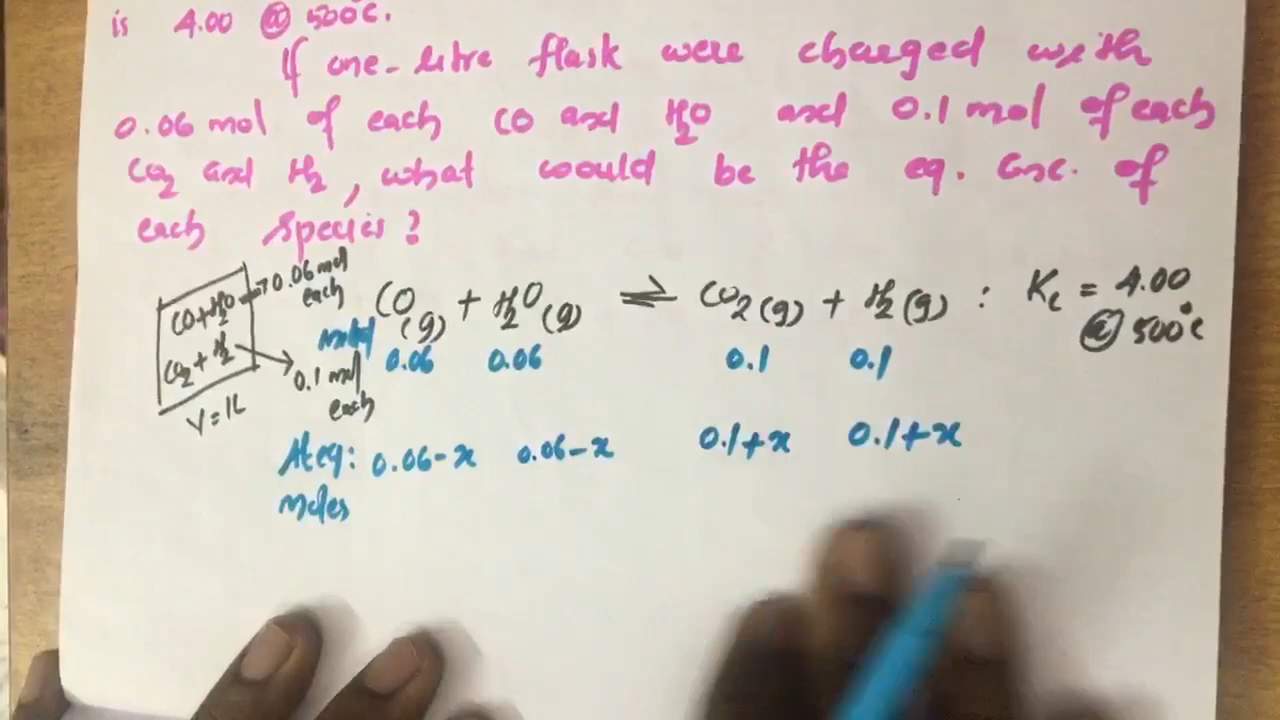 is 4.00 @ 500°C.
If one-litre flask were charged with
0.06 mol of each CO and H₂O and 0.1 mol of each
CO₂ and H₂, what would be the eq. conc. of
each species?
CO+H₂O → 0.06 mol each
CO₂+H₂ → 0.1 mol each
V=1L
CO(g) + H₂O(g) ⇌ CO₂(g) + H₂(g) : Kc = 4.00
@ 500°C
0.06 0.06 0.1 0.1
At eq: 0.06-x 0.06-x 0.1+x 0.1+x
moles